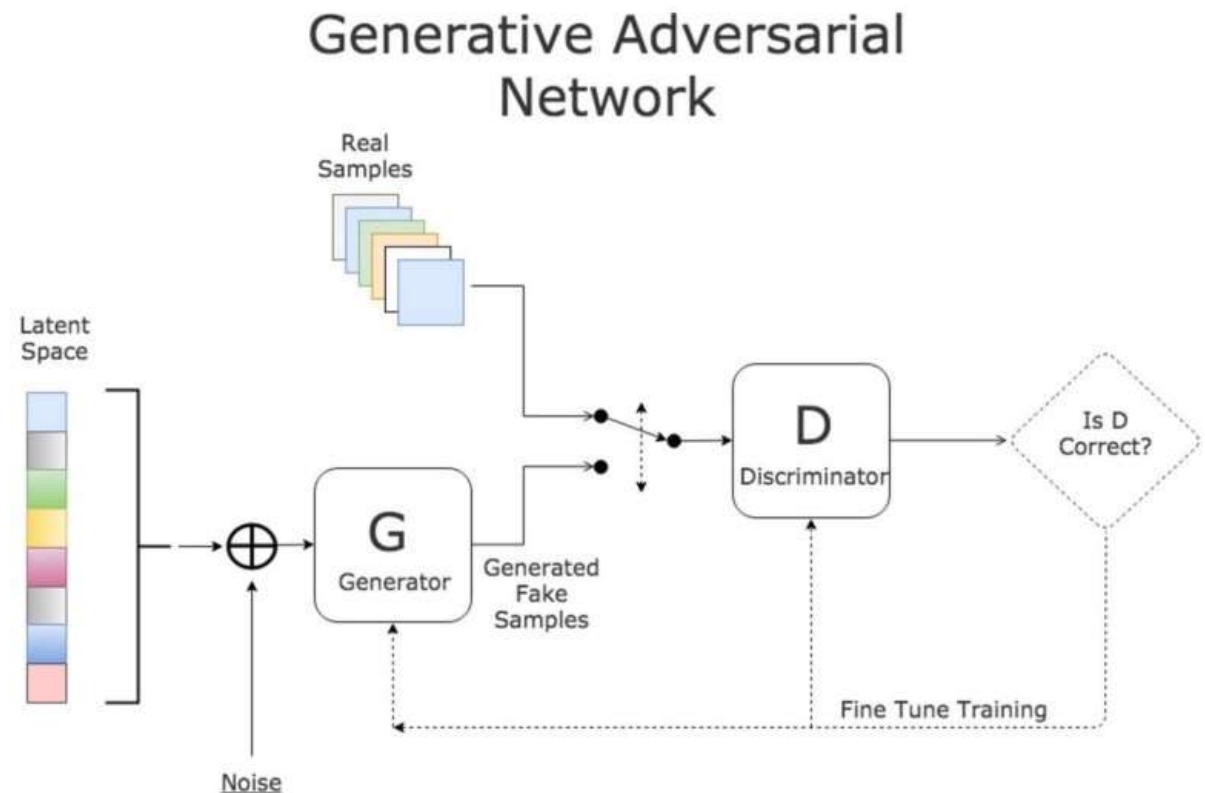 Generative Adversarial
Network
Real
Samples
Latent
Space
D
Discriminator
Is D
Correct?
G
Generator
Generated
Fake
Samples
Fine Tune Training
Noise